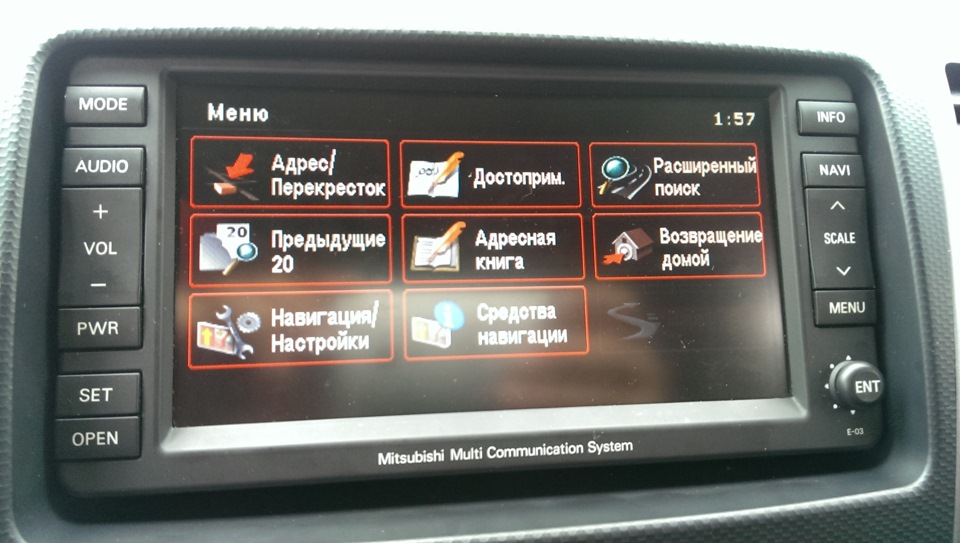 MODE
AUDIO
+
VOL
−
PWR
SET
OPEN
Меню
1:57
Адрес/
Перекресток
Достоприм.
Расширенный
поиск
20
Предыдущие
20
Адресная
книга
Возвращение
домой
Навигация/
Настройки
i
Средства
навигации
INFO
NAVI
SCALE
MENU
ENT
E-03
Mitsubishi Multi Communication System